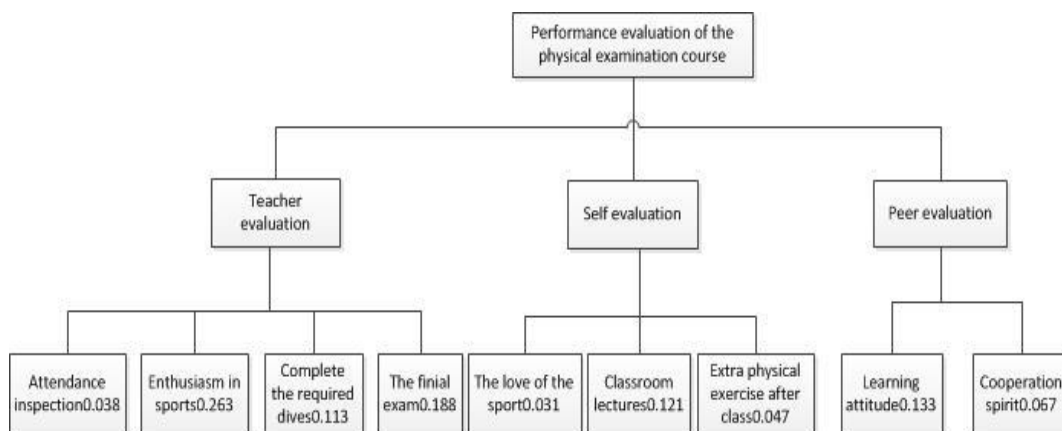 Performance evaluation of the
physical examination course
Teacher
evaluation
Self evaluation
Peer evaluation
Attendance
inspection0.038
Enthusiasm in
sports0.263
Complete
the required
dives0.113
The finial
exam0.188
The love of the
sport0.031
Classroom
lectures0.121
Extra physical
exercise after
class0.047
Learning
attitude0.133
Cooperation
spirit0.067